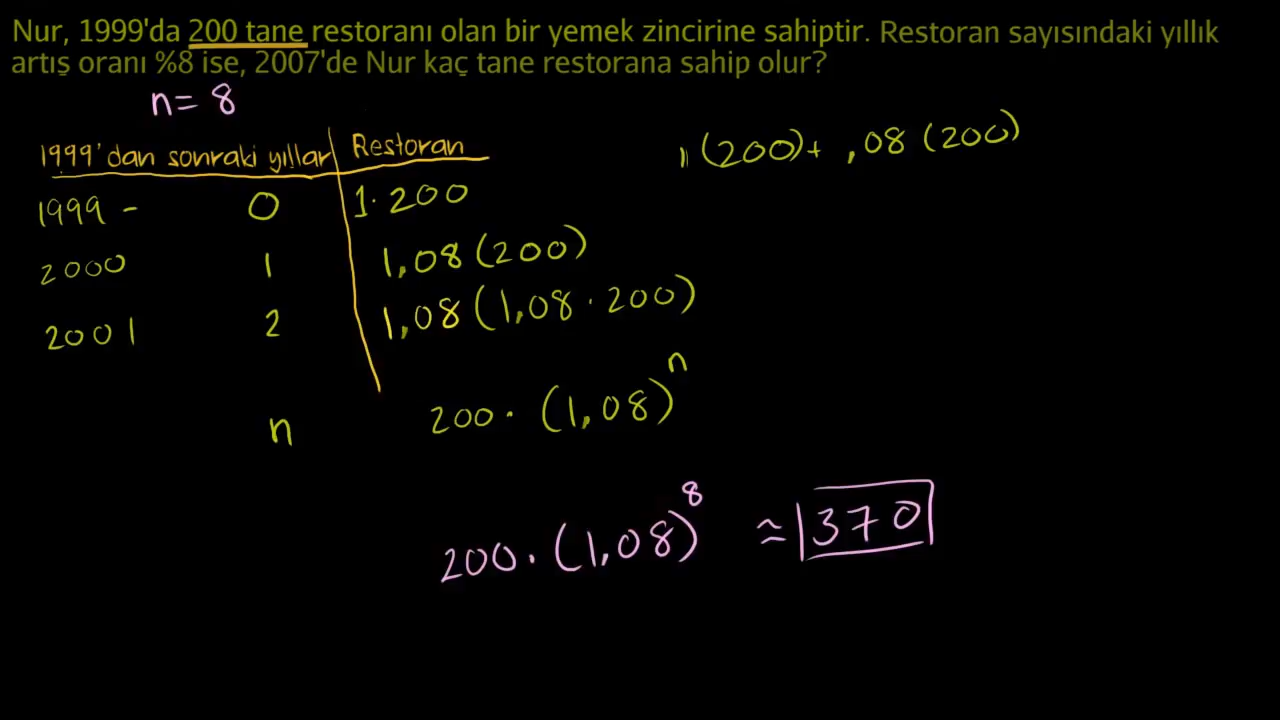 Nur, 1999'da 200 tane restoranı olan bir yemek zincirine sahiptir. Restoran sayısındaki yıllık
artış oranı %8 ise, 2007'de Nur kaç tane restorana sahip olur?
n = 8
1999'dan sonraki yıllar Restoran
1(200)+ ,08(200)
1999 - 0 1·200
2000 1 1,08(200)
2001 2 1,08(1,08·200)
n 200·(1,08)ⁿ
200·(1,08)⁸ ≈ 370